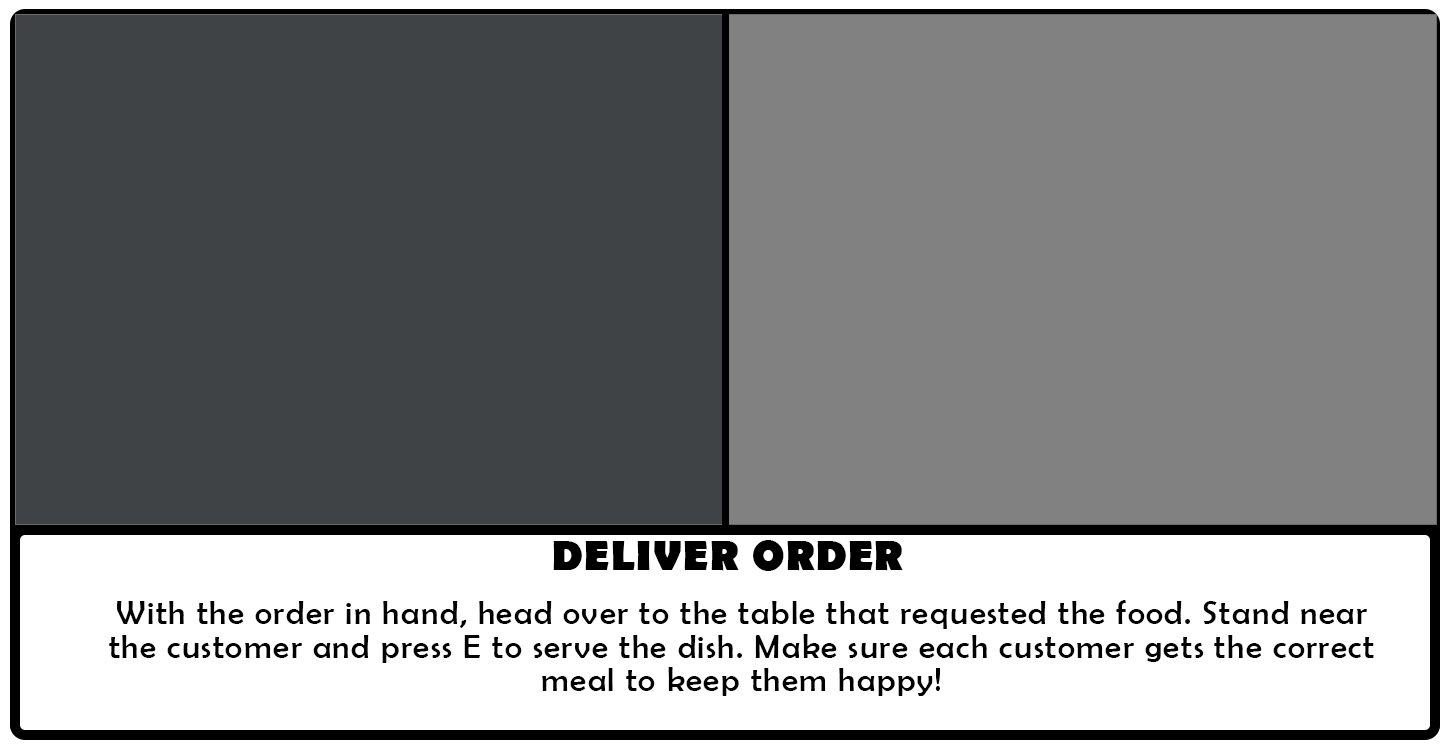 DELIVER ORDER
With the order in hand, head over to the table that requested the food. Stand near
the customer and press E to serve the dish. Make sure each customer gets the correct
meal to keep them happy!